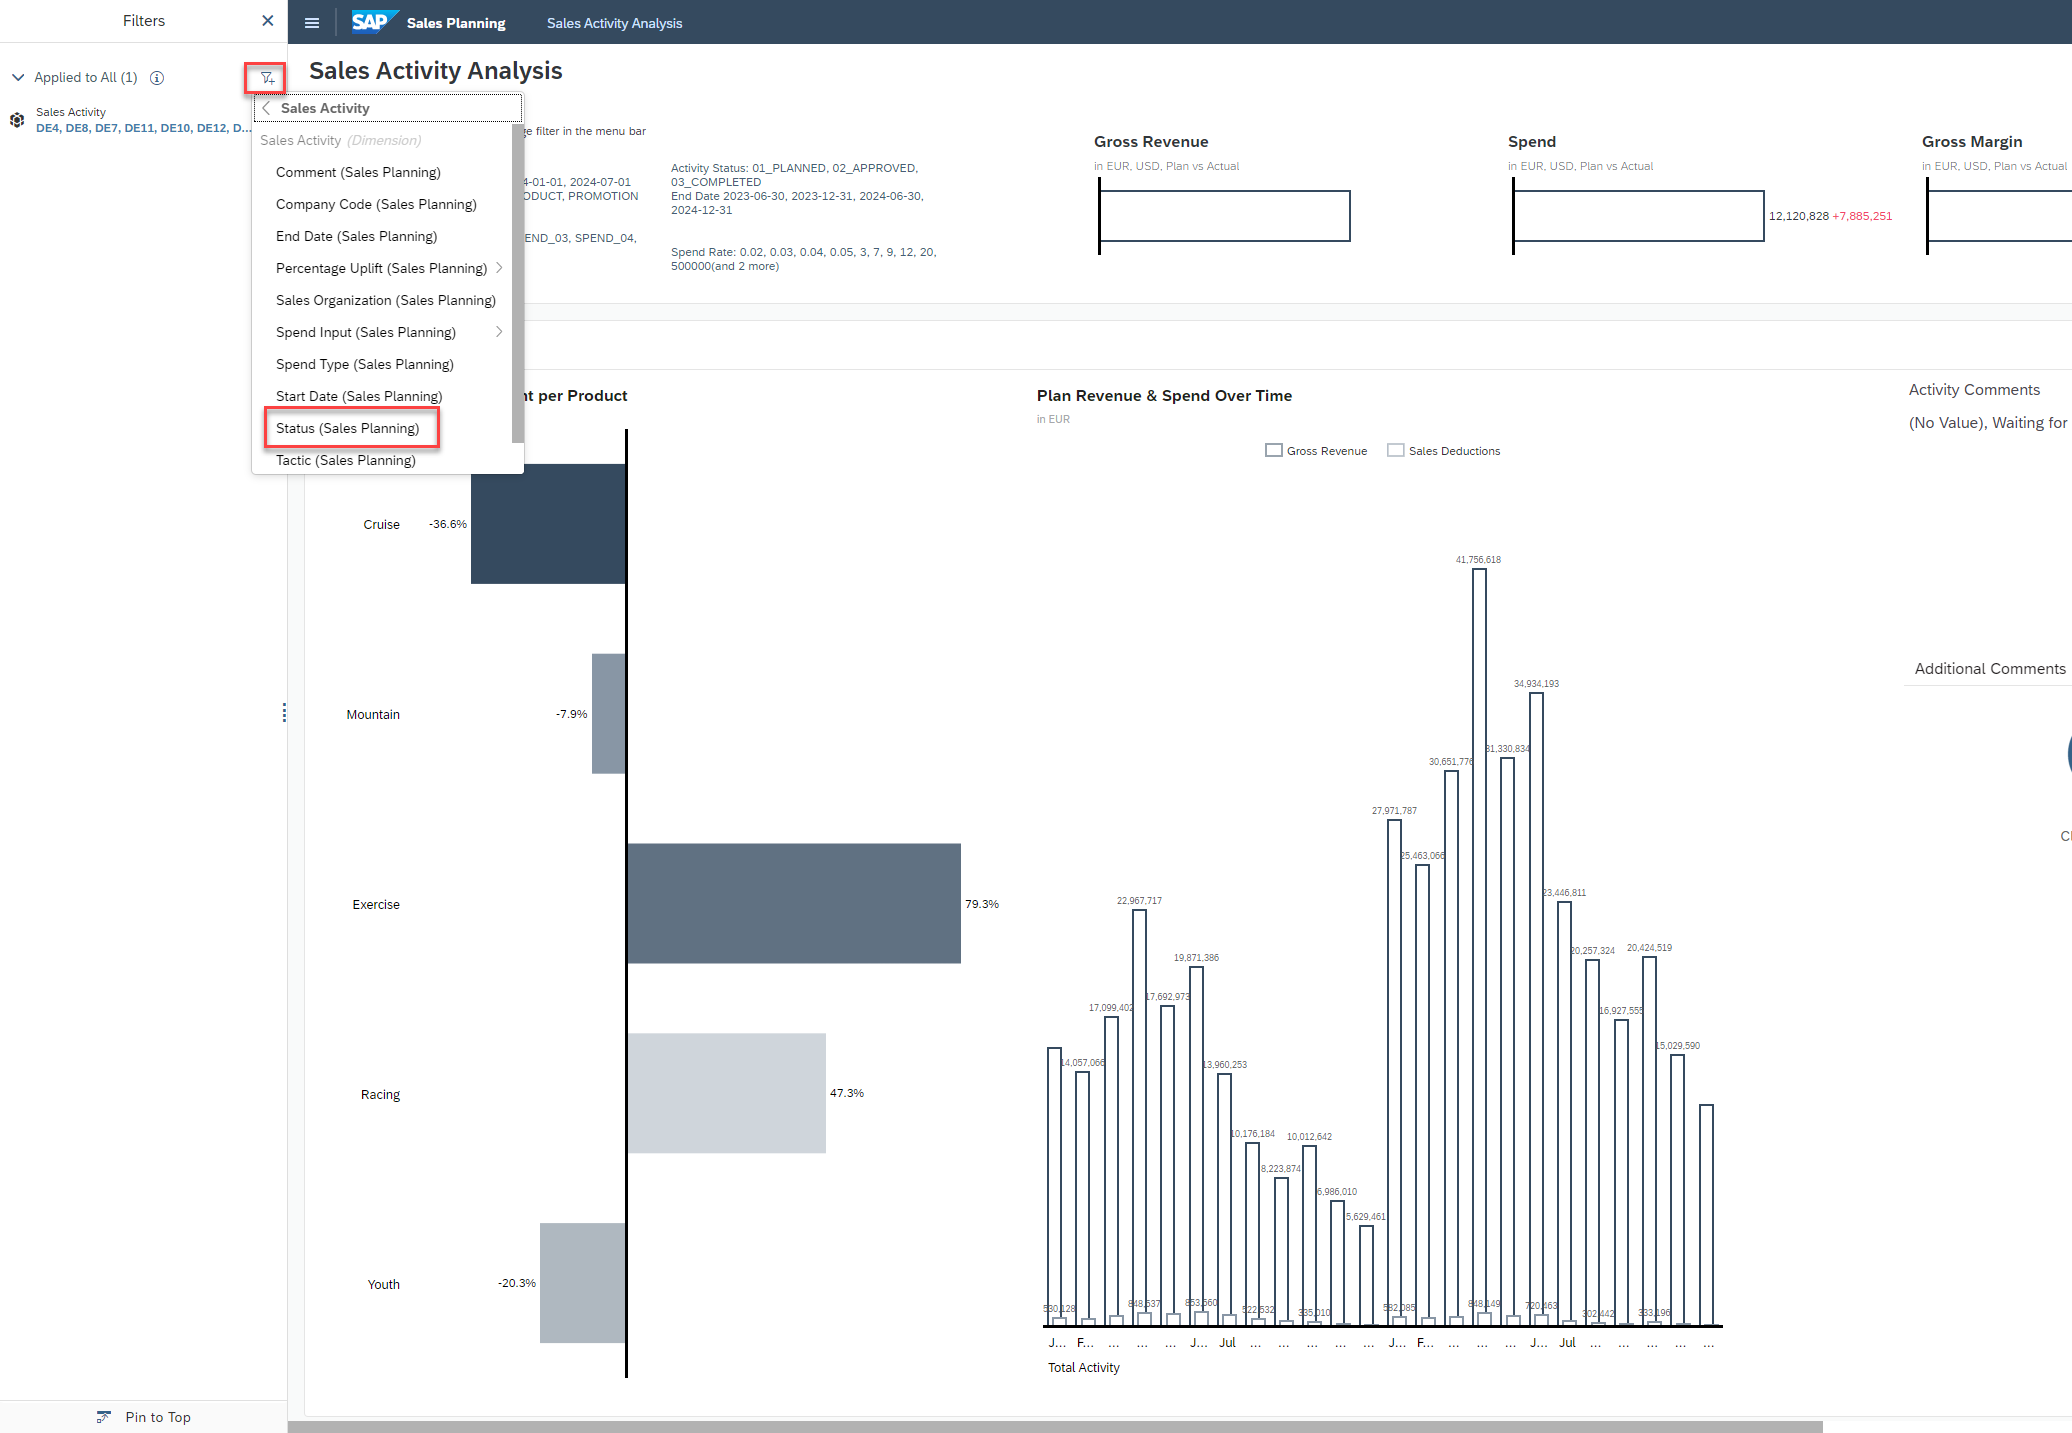 Filters
SAP Sales Planning Sales Activity Analysis
Applied to All (1)
Sales Activity
DE4, DE8, DE7, DE11, DE10, DE12, D...
Sales Activity Analysis
Sales Activity
Sales Activity (Dimension)
Comment (Sales Planning)
Company Code (Sales Planning)
End Date (Sales Planning)
Percentage Uplift (Sales Planning)
Sales Organization (Sales Planning)
Spend Input (Sales Planning)
Spend Type (Sales Planning)
Start Date (Sales Planning)
Status (Sales Planning)
Tactic (Sales Planning)
filter in the menu bar
4-01-01, 2024-07-01
ODUCT, PROMOTION
END_03, SPEND_04,
Activity Status: 01_PLANNED, 02_APPROVED,
03_COMPLETED
End Date 2023-06-30, 2023-12-31, 2024-06-30,
2024-12-31
Spend Rate: 0.02, 0.03, 0.04, 0.05, 3, 7, 9, 12, 20,
500000(and 2 more)
Gross Revenue
in EUR, USD, Plan vs Actual
Spend
in EUR, USD, Plan vs Actual
12,120,828 +7,885,251
Gross Margin
in EUR, USD, Plan vs Actual
nt per Product
Cruise
-36.6%
Mountain
-7.9%
Exercise
79.3%
Racing
47.3%
Youth
-20.3%
Plan Revenue & Spend Over Time
in EUR
Gross Revenue
Sales Deductions
41,756,618
34,934,193
31,330,834
30,651,776
27,971,787
25,463,066
23,446,811
22,967,717
20,257,324
20,424,519
19,871,386
17,099,402
17,692,973
16,927,555
15,029,590
14,057,066
13,960,253
10,176,184
10,012,642
8,223,874
6,986,010
5,629,461
530,128
848,637
853,660
522,532
335,010
582,085
848,149
720,463
302,442
333,196
J... F... ... ... ... J... Jul ... ... ... ... ... J... F... ... ... ... J... Jul ... ... ... ... ...
Total Activity
Activity Comments
(No Value), Waiting for
Additional Comments
Pin to Top